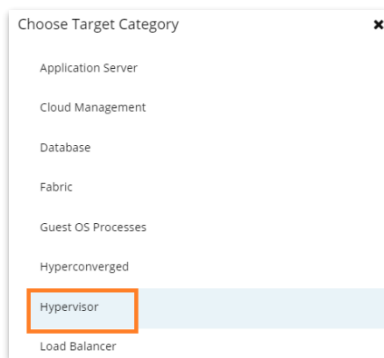 Choose Target Category
Application Server
Cloud Management
Database
Fabric
Guest OS Processes
Hyperconverged
Hypervisor
Load Balancer